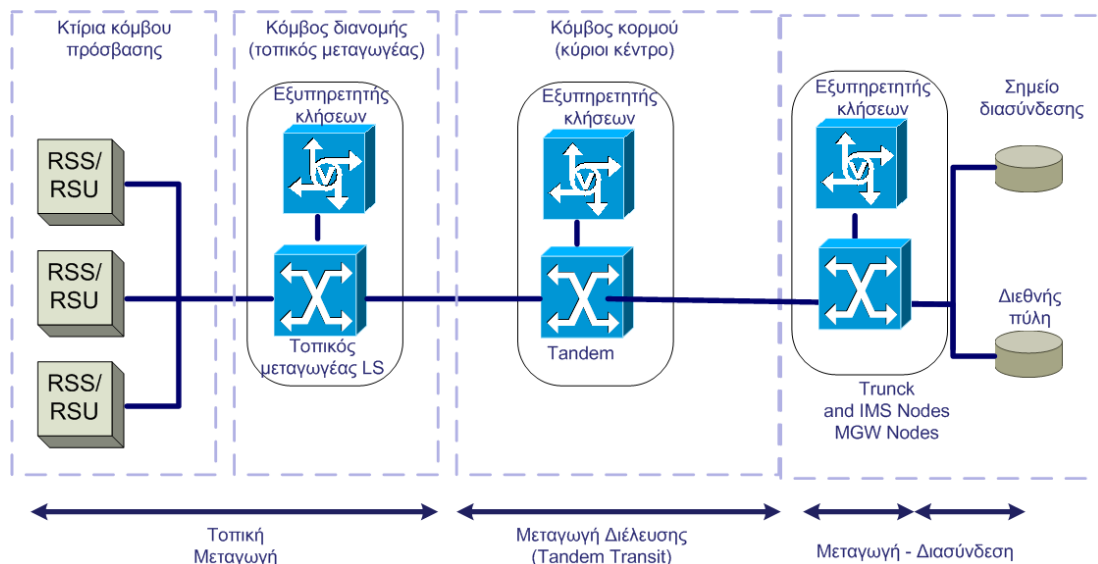 Κτίρια κόμβου
πρόσβασης
Κόμβος διανομής
(τοπικός μεταγωγέας)
Κόμβος κορμού
(κύριοι κέντρο)
Εξυπηρετητής
κλήσεων
Εξυπηρετητής
κλήσεων
Εξυπηρετητής
κλήσεων
Σημείο
διασύνδεσης
RSS/
RSU
RSS/
RSU
RSS/
RSU
V
V
V
Τοπικός
μεταγωγέας LS
Tandem
Διεθνής
πύλη
Trunck
and IMS Nodes
MGW Nodes
Τοπική
Μεταγωγή
Μεταγωγή Διέλευσης
(Tandem Transit)
Μεταγωγή - Διασύνδεση